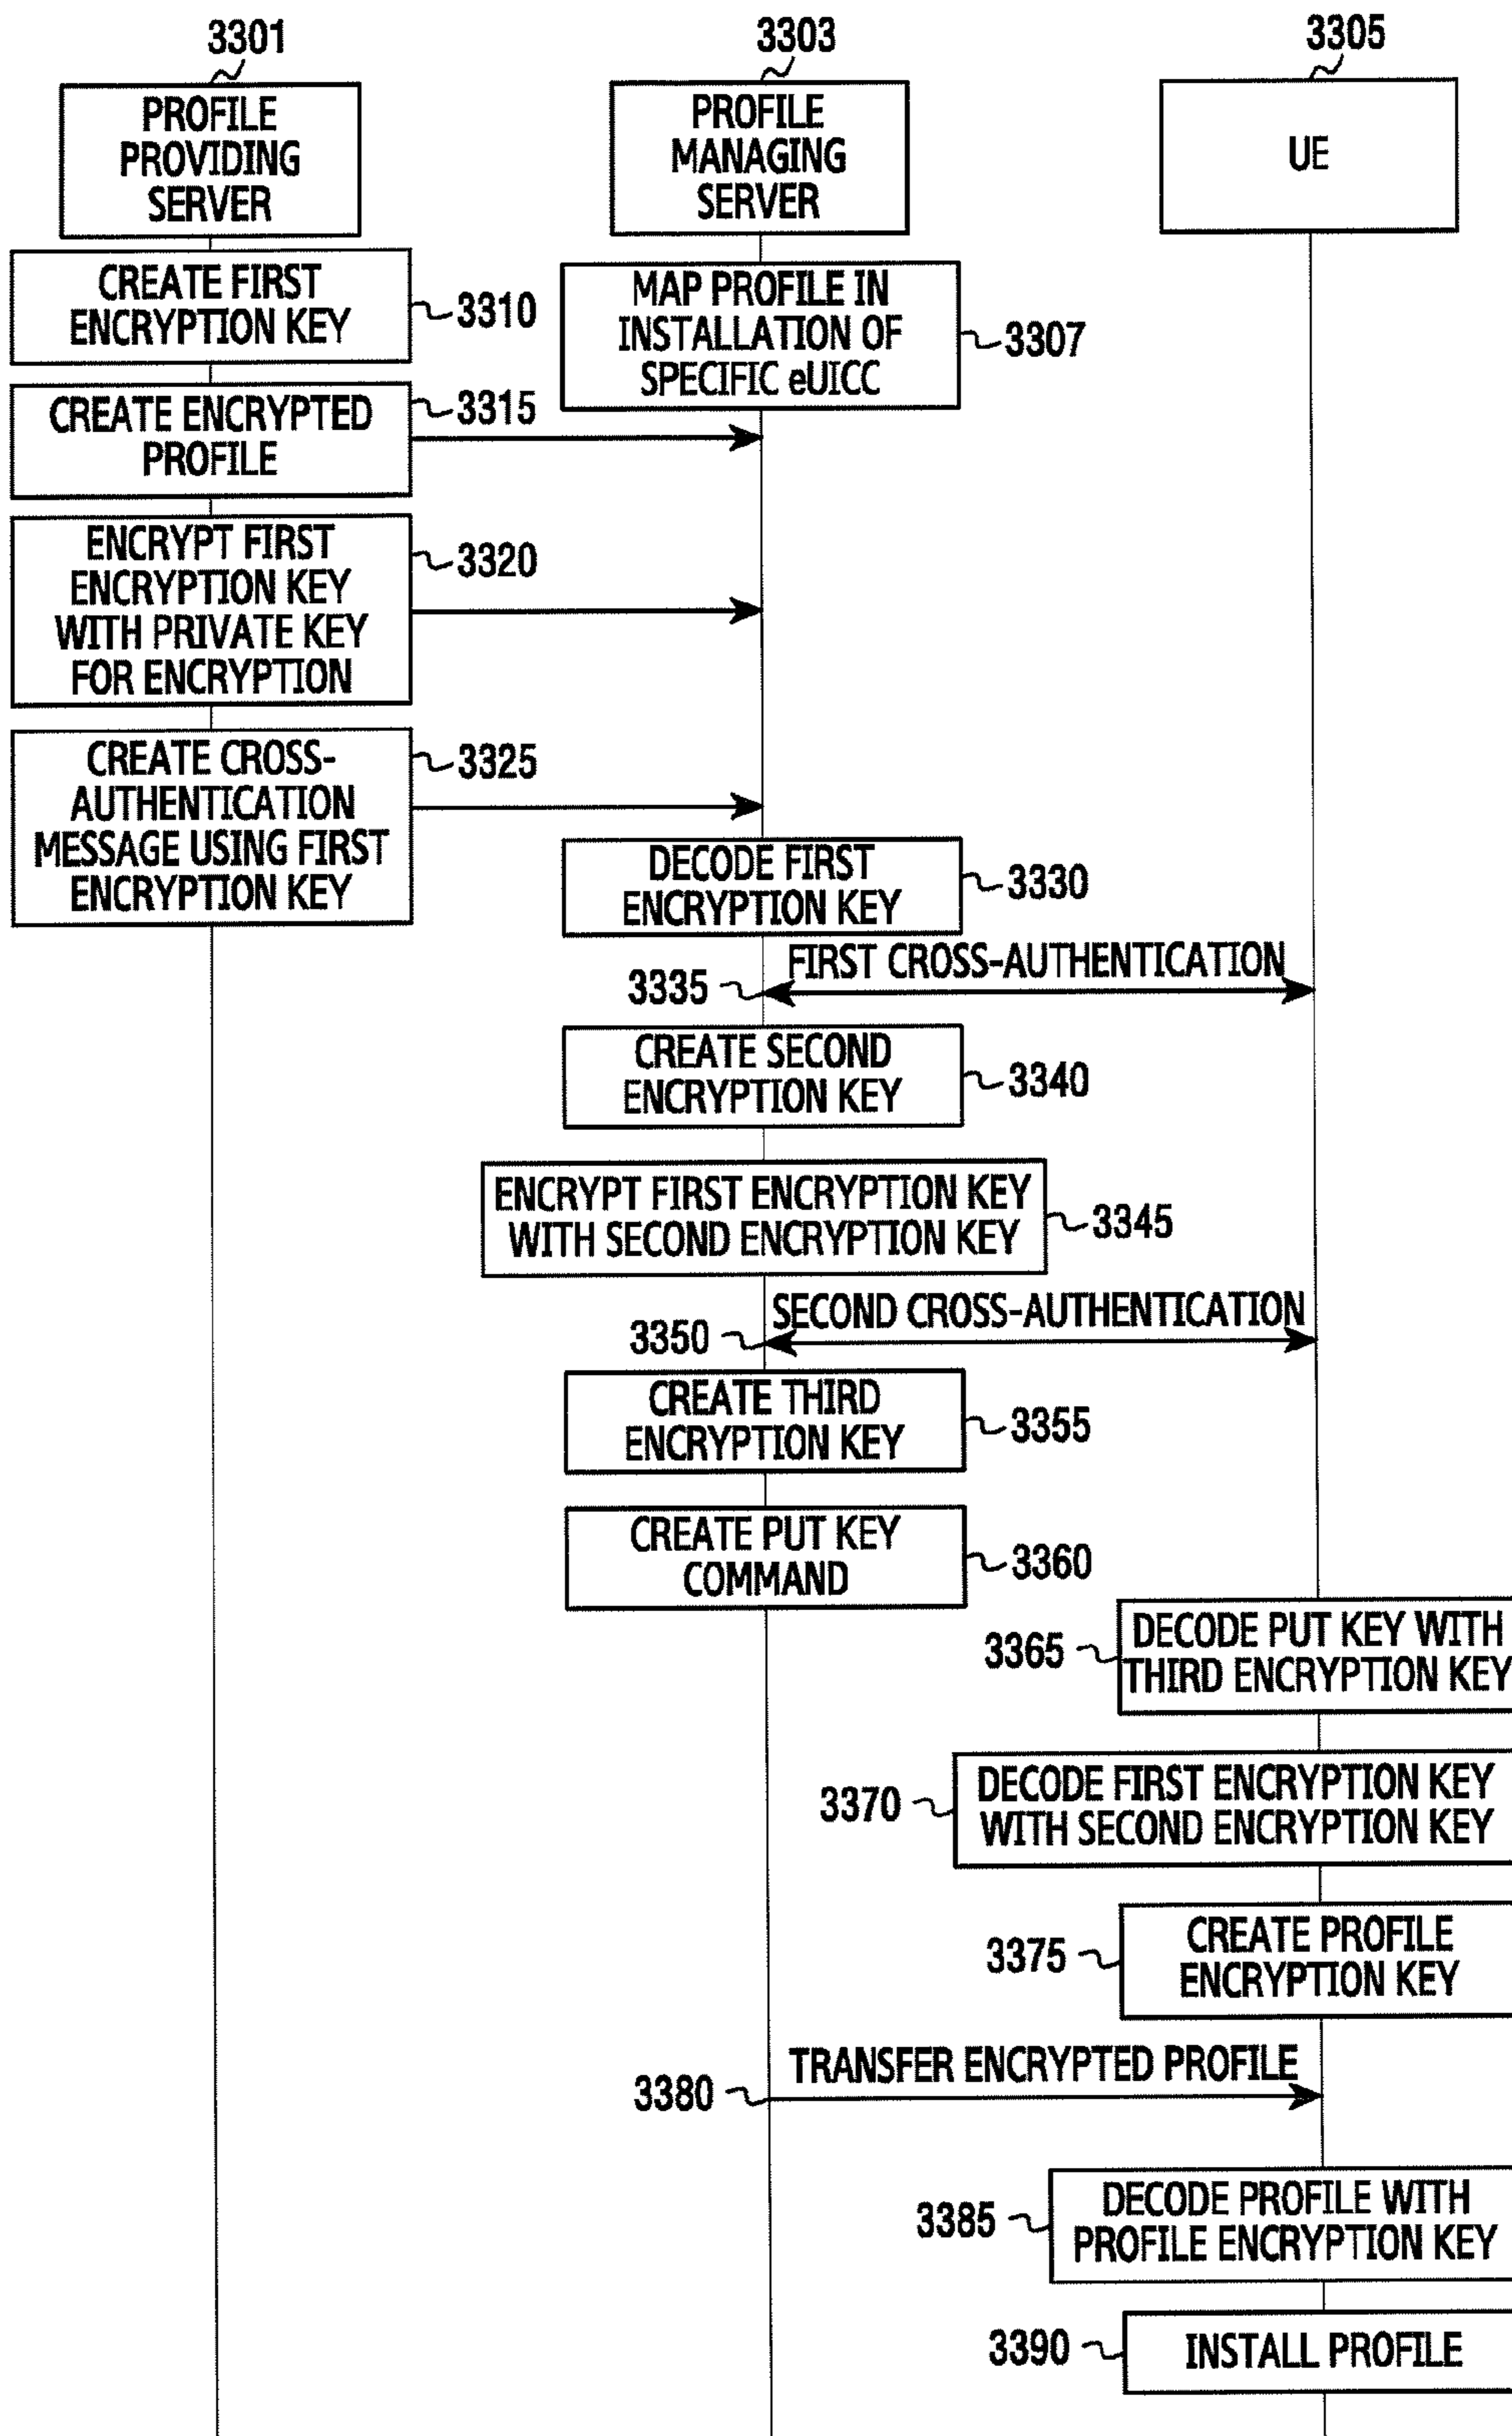 3301
3303
3305
PROFILE
PROVIDING
SERVER
PROFILE
MANAGING
SERVER
UE
CREATE FIRST
ENCRYPTION KEY
3310
MAP PROFILE IN
INSTALLATION OF
SPECIFIC eUICC
3307
CREATE ENCRYPTED
PROFILE
3315
ENCRYPT FIRST
ENCRYPTION KEY
WITH PRIVATE KEY
FOR ENCRYPTION
3320
CREATE CROSS-
AUTHENTICATION
MESSAGE USING FIRST
ENCRYPTION KEY
3325
DECODE FIRST
ENCRYPTION KEY
3330
FIRST CROSS-AUTHENTICATION
3335
CREATE SECOND
ENCRYPTION KEY
3340
ENCRYPT FIRST ENCRYPTION KEY
WITH SECOND ENCRYPTION KEY
3345
SECOND CROSS-AUTHENTICATION
3350
CREATE THIRD
ENCRYPTION KEY
3355
CREATE PUT KEY
COMMAND
3360
3365
DECODE PUT KEY WITH
THIRD ENCRYPTION KEY
3370
DECODE FIRST ENCRYPTION KEY
WITH SECOND ENCRYPTION KEY
3375
CREATE PROFILE
ENCRYPTION KEY
TRANSFER ENCRYPTED PROFILE
3380
3385
DECODE PROFILE WITH
PROFILE ENCRYPTION KEY
3390
INSTALL PROFILE